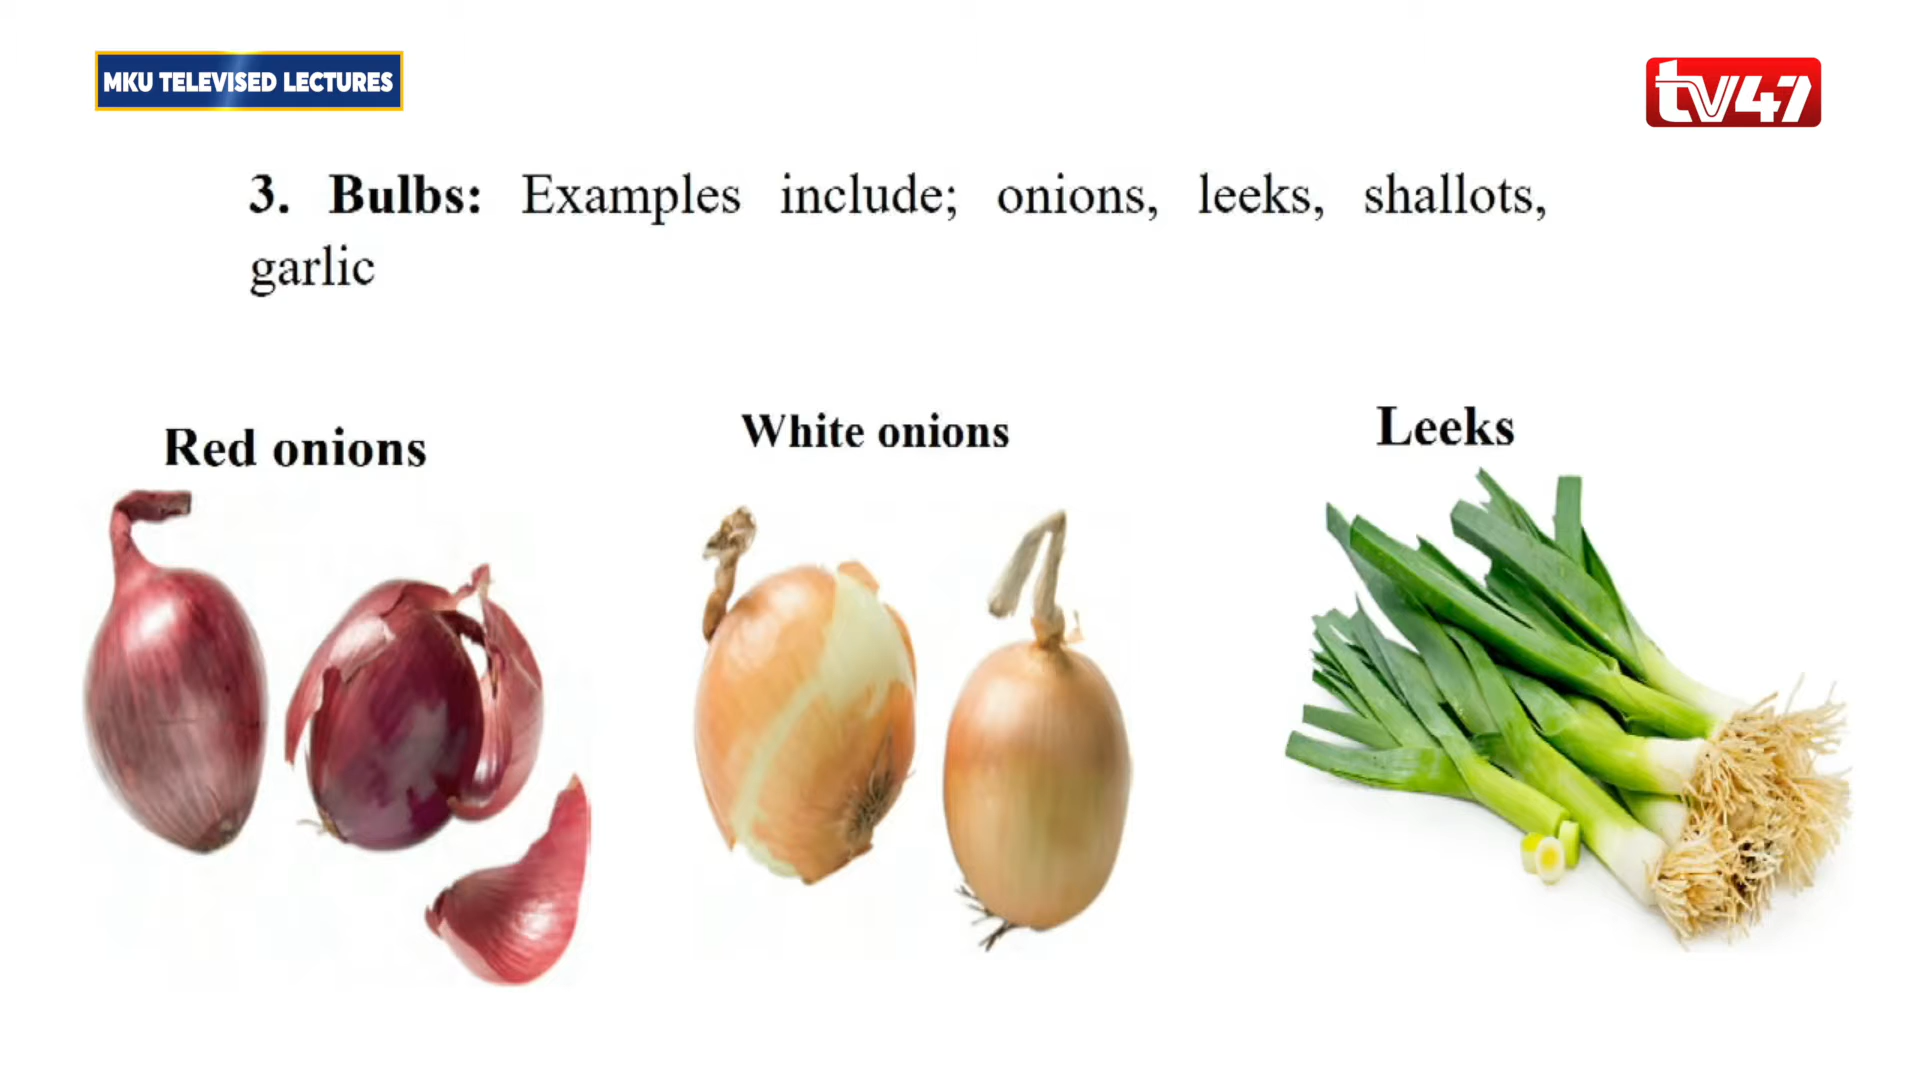 MKU TELEVISED LECTURES
tv47
3. Bulbs: Examples include; onions, leeks, shallots,
garlic
Red onions
White onions
Leeks